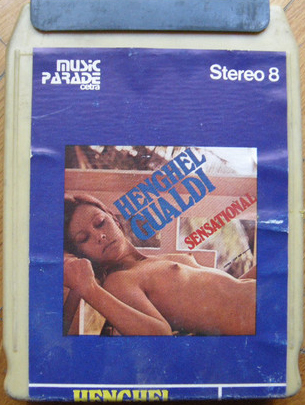 music
PARADE
cetra
Stereo 8
HENGHEL
GUALDI
SENSATIONAL
HENGHEL